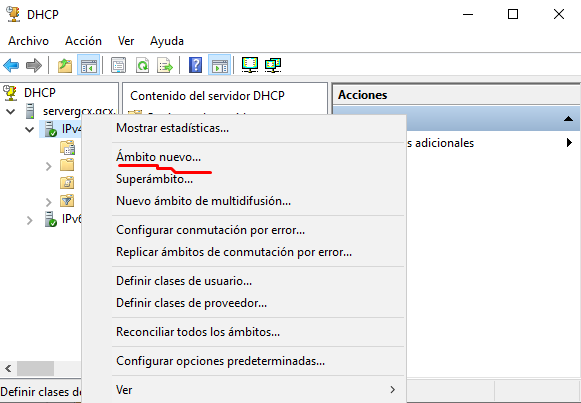 DHCP
Archivo Acción Ver Ayuda
DHCP
servergcx.gcx.
IPv4
IPv6
Contenido del servidor DHCP
Acciones
s adicionales
Mostrar estadísticas...
Ámbito nuevo...
Superámbito...
Nuevo ámbito de multidifusión...
Configurar conmutación por error...
Replicar ámbitos de conmutación por error...
Definir clases de usuario...
Definir clases de proveedor...
Reconciliar todos los ámbitos...
Configurar opciones predeterminadas...
Ver
Definir clases de